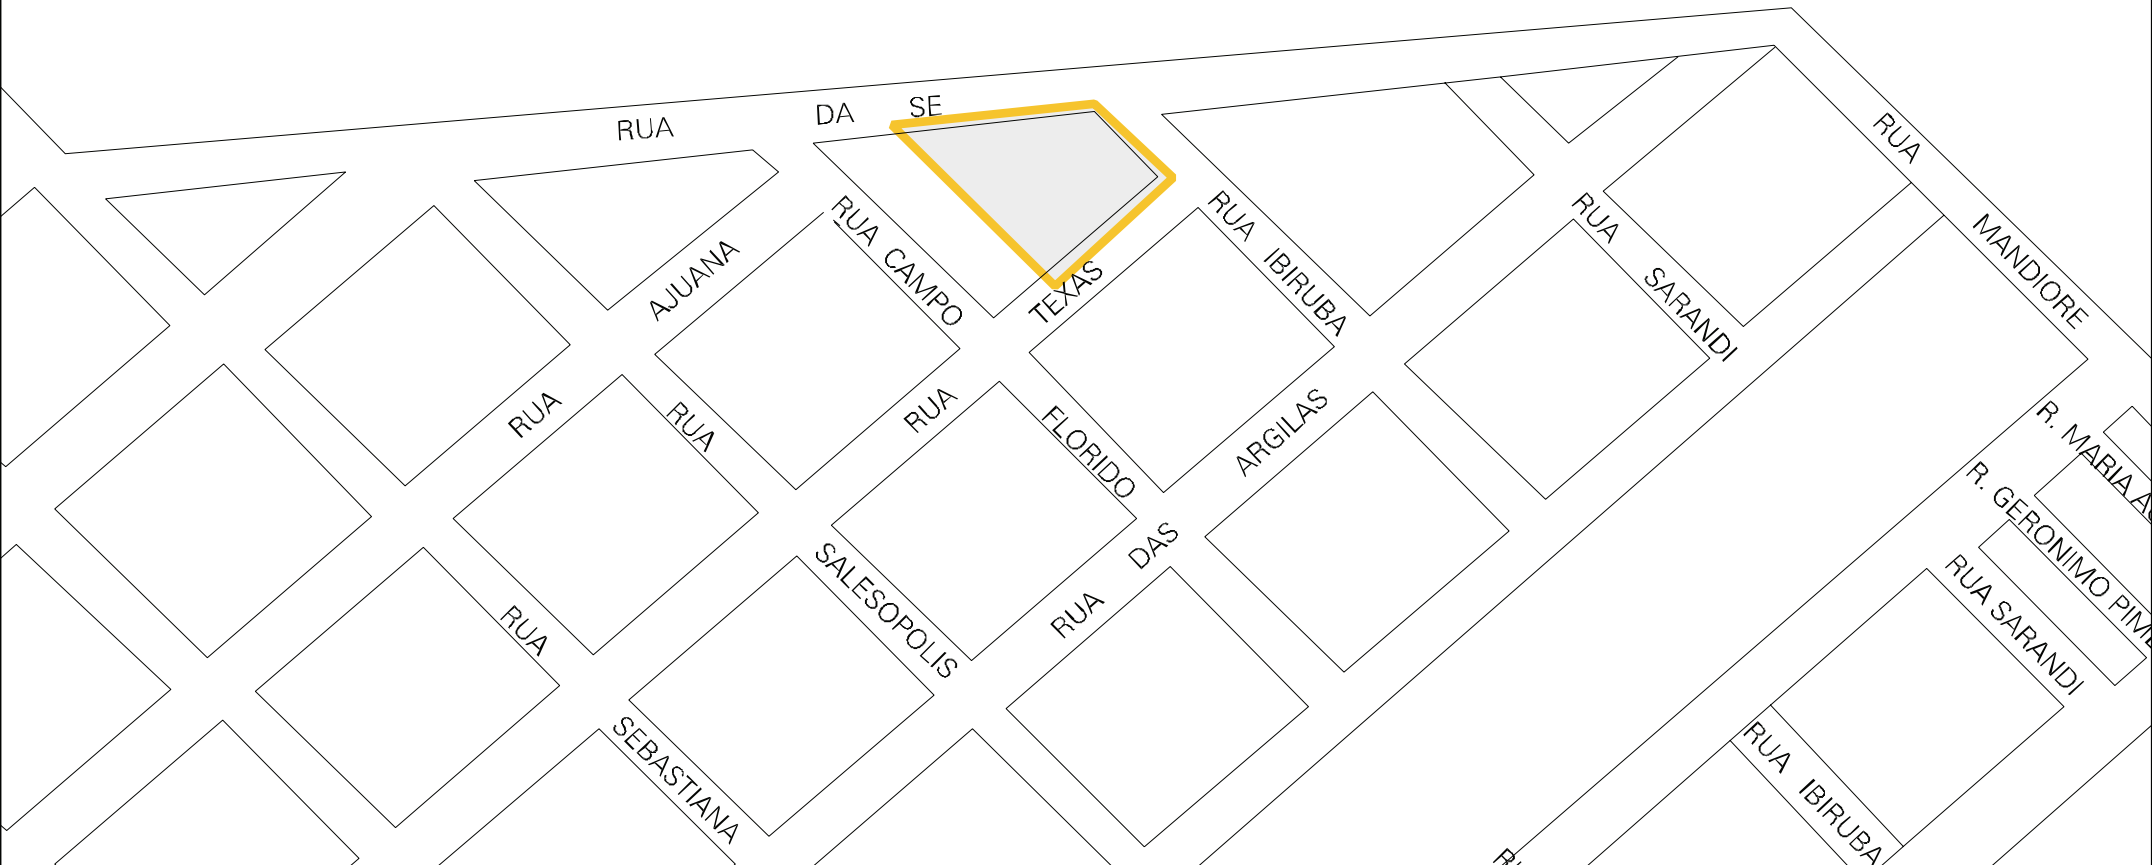 RUA DA SE
RUA MANDIORE
RUA AJUANA
RUA CAMPO FLORIDO
RUA TEXAS
RUA IBIRUBA
RUA SARANDI
RUA SALESOPOLIS
RUA DAS ARGILAS
RUA SEBASTIANA
R. MARIA
R. GERONIMO
RUA SARANDI
RUA IBIRUBA